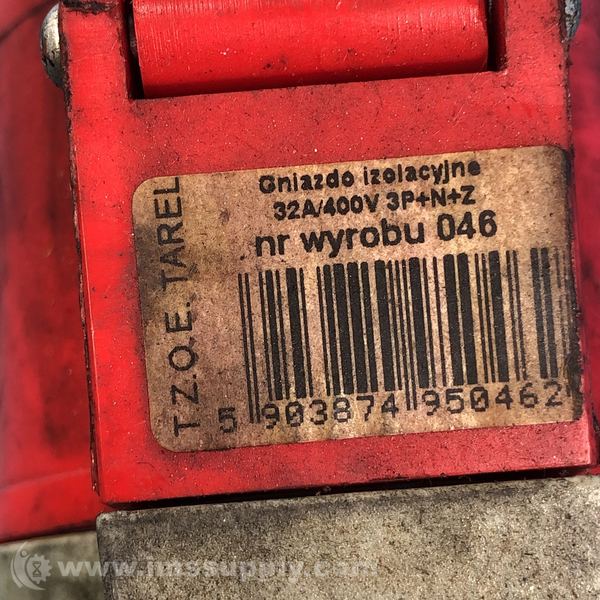 T.Z.O.E. TAREL
Gniazdo izolacyjne
32A/400V 3P+N+Z
nr wyrobu 046
5 903874 950462
www.imssupply.com